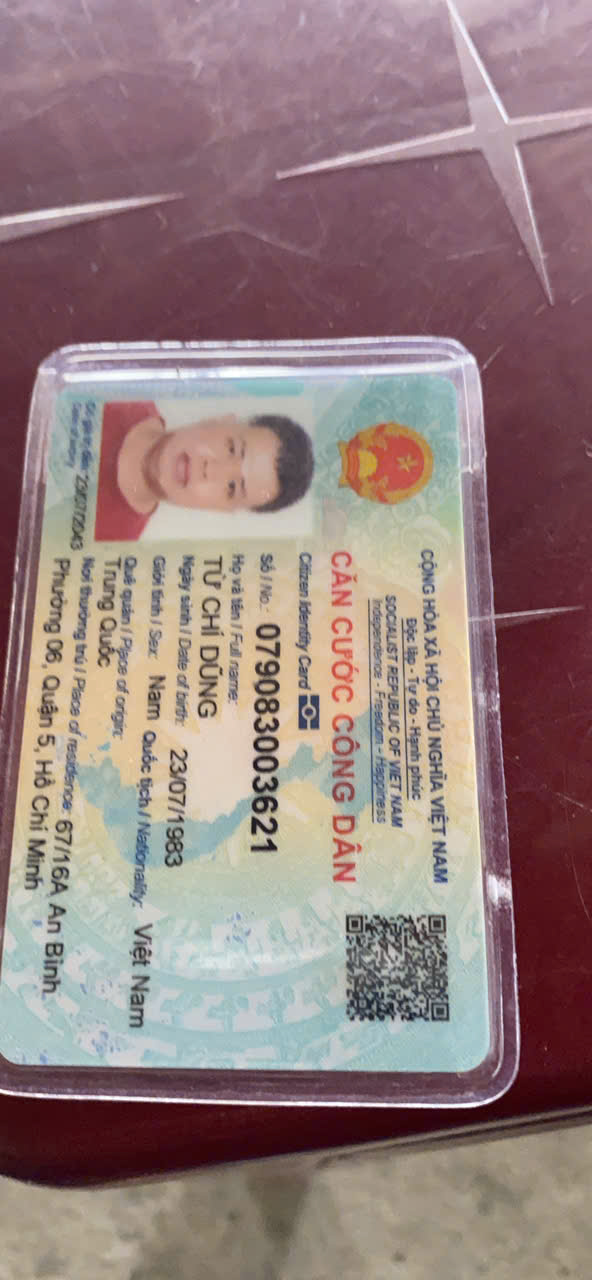 CỘNG HÒA XÃ HỘI CHỦ NGHĨA VIỆT NAM
Độc lập - Tự do - Hạnh phúc
SOCIALIST REPUBLIC OF VIET NAM
Independence - Freedom - Happiness
CĂN CƯỚC CÔNG DÂN
Citizen Identity Card
Số / No.: 079083003621
Họ và tên / Full name:
TỪ CHÍ DŨNG
Ngày sinh / Date of birth: 23/07/1983
Giới tính / Sex: Nam Quốc tịch / Nationality: Việt Nam
Quê quán / Place of origin:
Trung Quốc
Nơi thường trú / Place of residence: 67/16A An Bình
Phường 06, Quận 5, Hồ Chí Minh
Có giá trị đến: 23/07/2043
Date of expiry